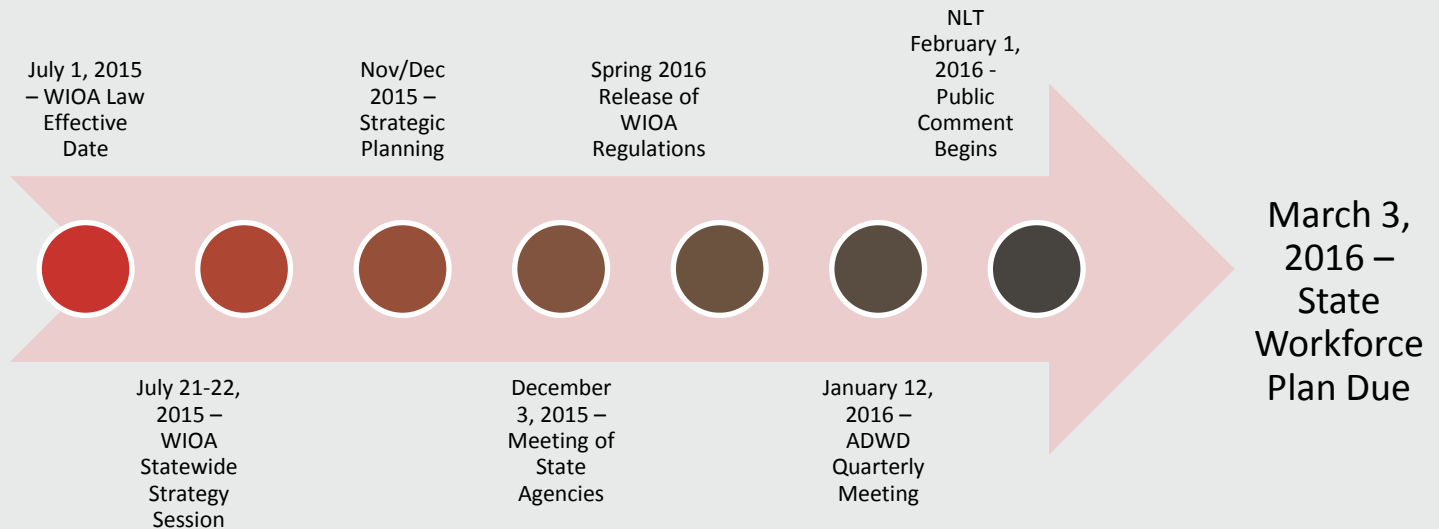 July 1, 2015
– WIOA Law
Effective
Date
July 21-22,
2015 –
WIOA
Statewide
Strategy
Session
Nov/Dec
2015 –
Strategic
Planning
December
3, 2015 –
Meeting of
State
Agencies
Spring 2016
Release of
WIOA
Regulations
January 12,
2016 –
ADWD
Quarterly
Meeting
NLT
February 1,
2016 -
Public
Comment
Begins
March 3,
2016 –
State
Workforce
Plan Due